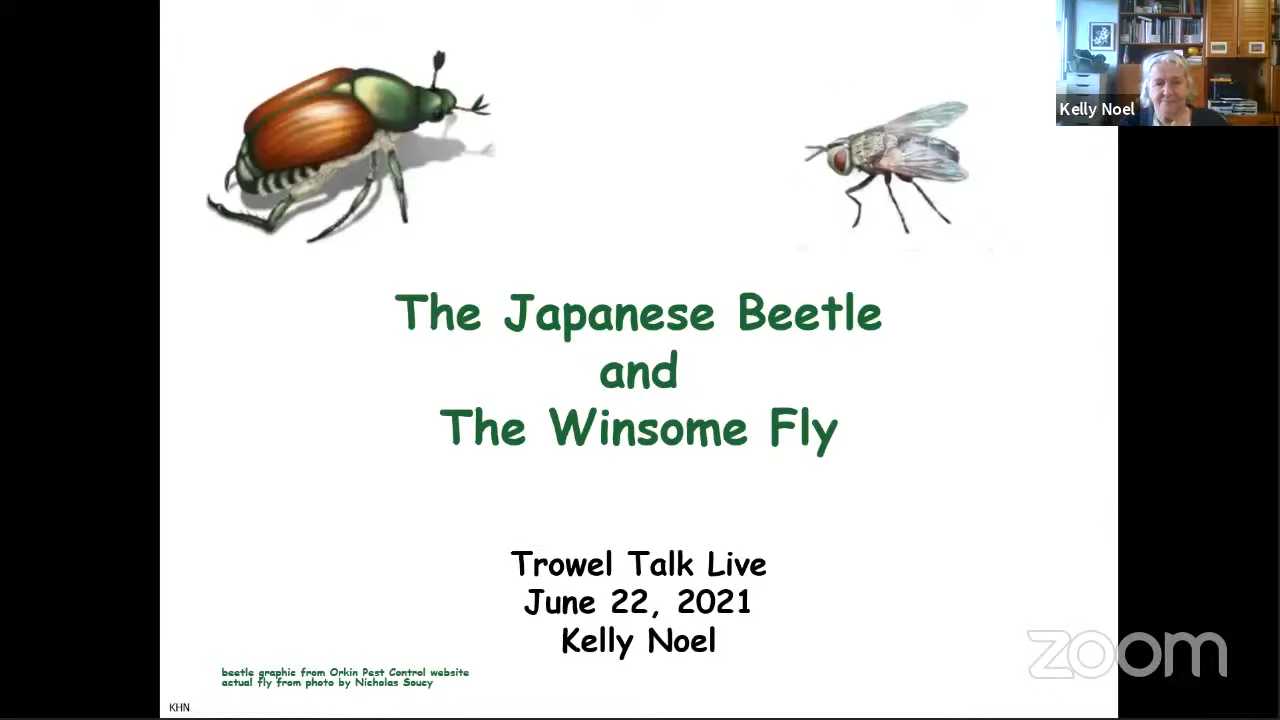 Kelly Noel
The Japanese Beetle
and
The Winsome Fly
Trowel Talk Live
June 22, 2021
Kelly Noel
beetle graphic from Orkin Pest Control website
actual fly from photo by Nicholas Soucy
KHN
zoom